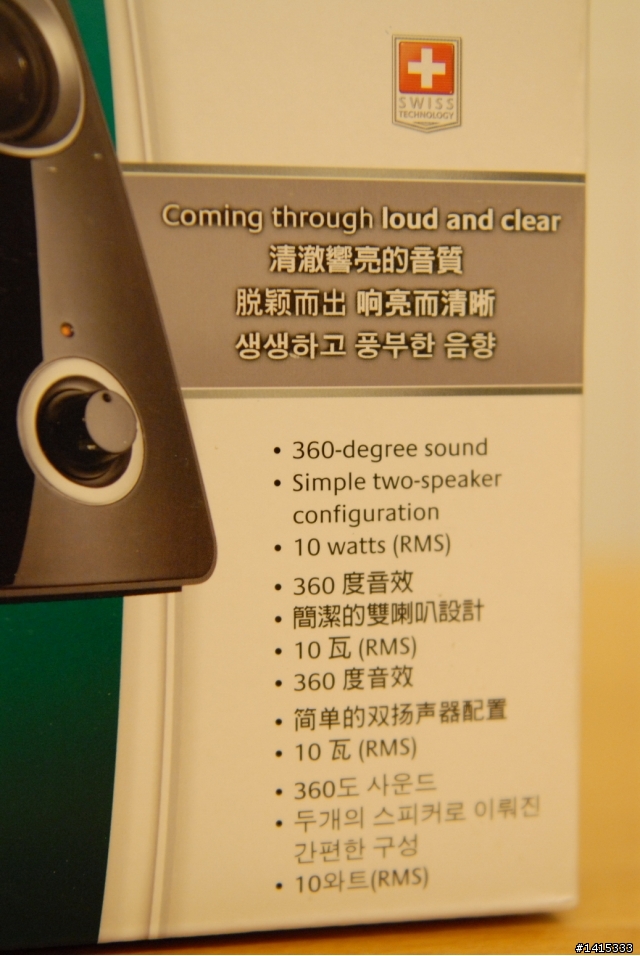 SWISS
TECHNOLOGY
Coming through loud and clear
清澈響亮的音質
脱颖而出 响亮而清晰
생생하고 풍부한 음향
• 360-degree sound
• Simple two-speaker
configuration
• 10 watts (RMS)
• 360 度音效
• 簡潔的雙喇叭設計
• 10 瓦 (RMS)
• 360 度音效
• 简单的双扬声器配置
• 10 瓦 (RMS)
• 360도 사운드
• 두개의 스피커로 이뤄진
간편한 구성
• 10와트(RMS)
#1415333